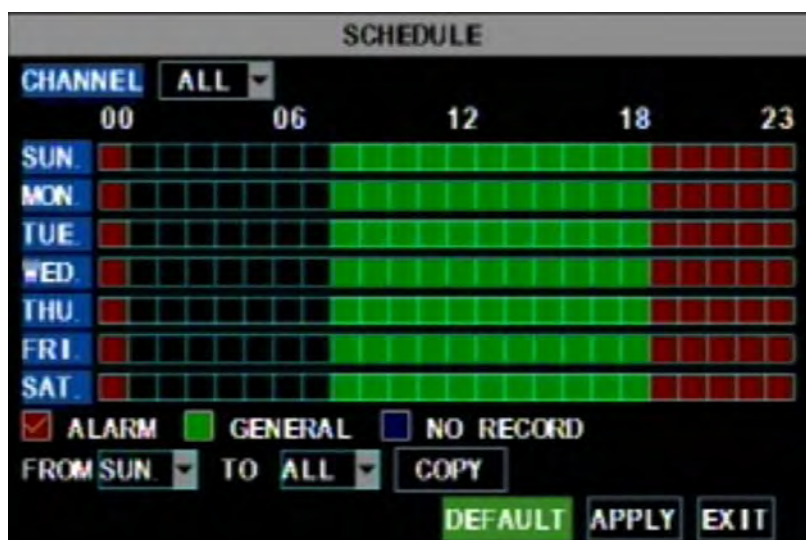 SCHEDULE
CHANNEL ALL
00 06 12 18 23
SUN.
MON.
TUE.
WED.
THU.
FRI.
SAT.
ALARM GENERAL NO RECORD
FROM SUN. TO ALL COPY
DEFAULT APPLY EXIT